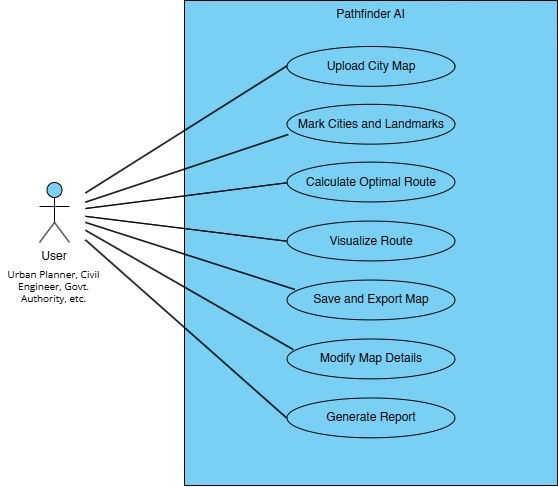 Pathfinder AI
Upload City Map
Mark Cities and Landmarks
Calculate Optimal Route
Visualize Route
Save and Export Map
Modify Map Details
Generate Report
User
Urban Planner, Civil
Engineer, Govt.
Authority, etc.